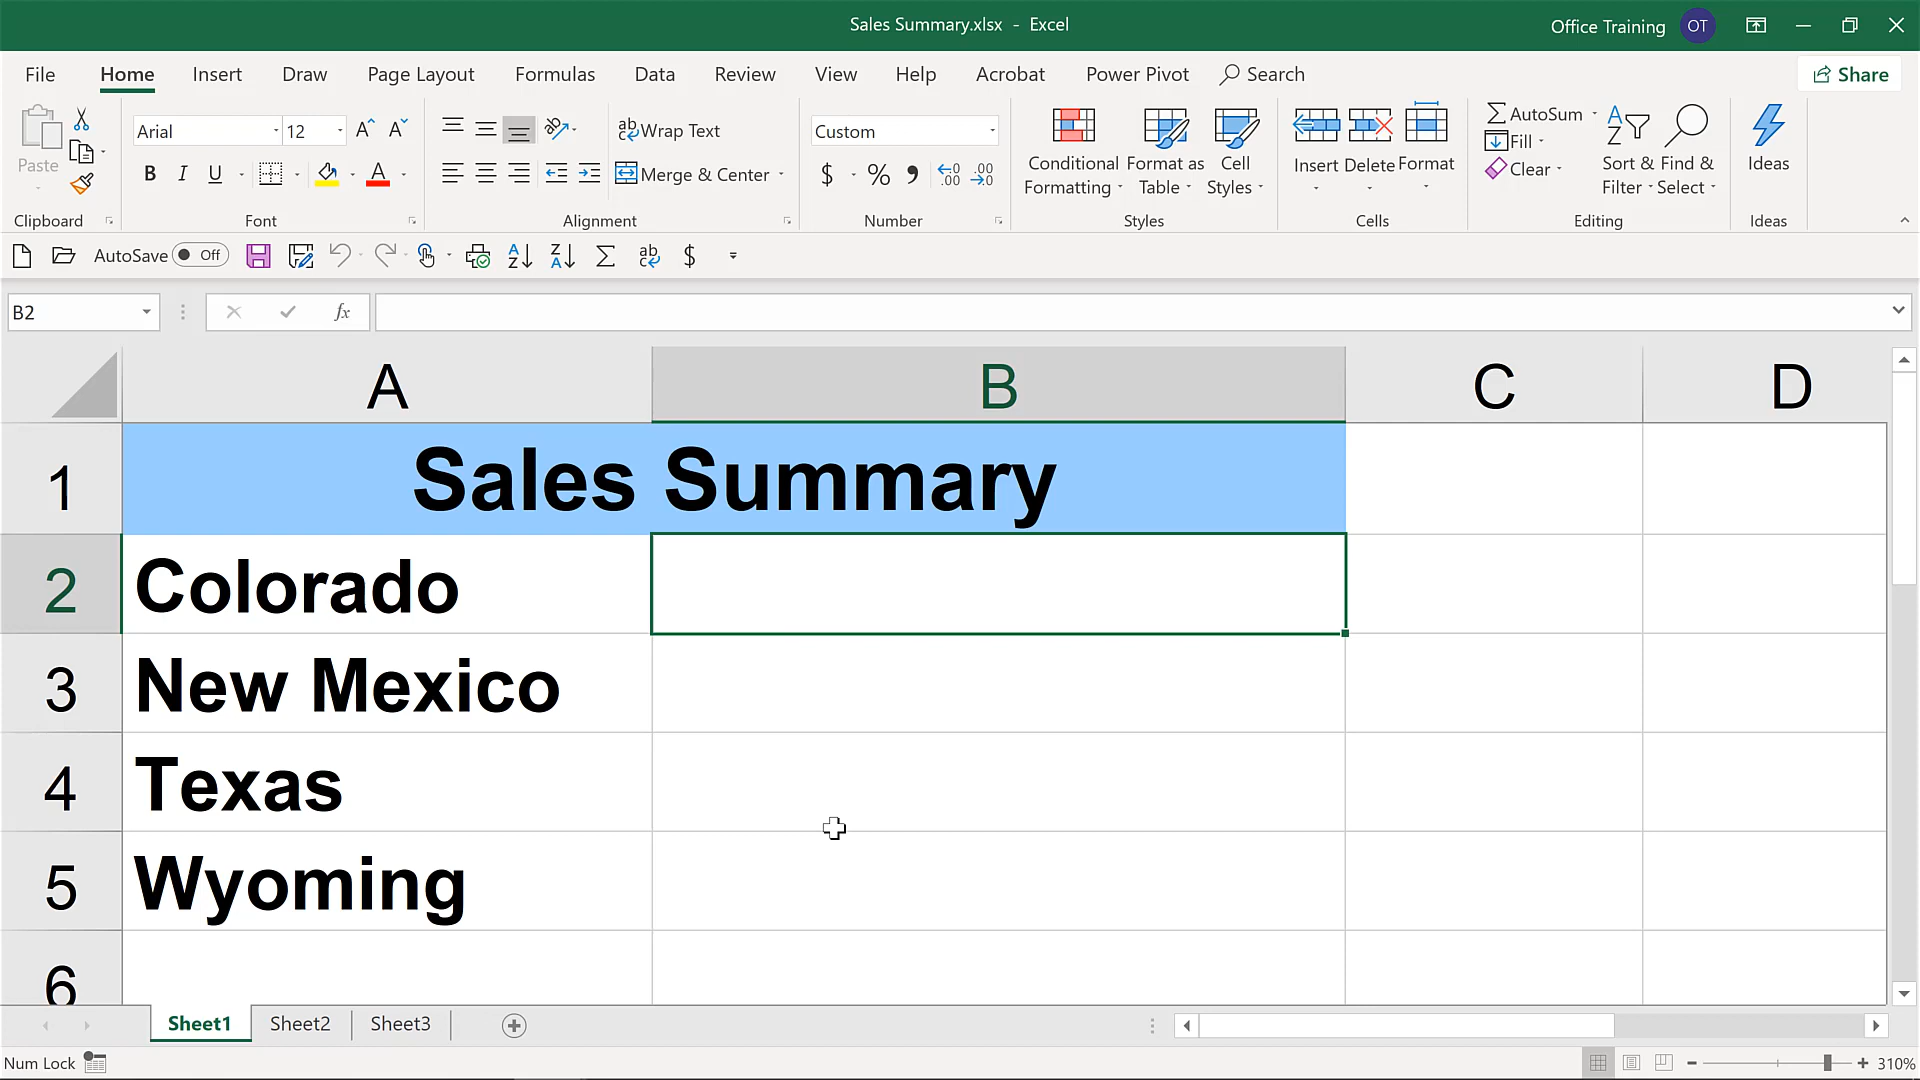 Sales Summary.xlsx - Excel
Office Training OT
File Home Insert Draw Page Layout Formulas Data Review View Help Acrobat Power Pivot Search Share
Paste
Clipboard
Arial 12
B I U A
Font
Wrap Text
Merge & Center
Alignment
Custom
$ % , .00 .00
Number
Conditional Formatting
Format as Table
Cell Styles
Styles
Insert Delete Format
Cells
AutoSum
Fill
Clear
Sort & Filter
Find & Select
Editing
Ideas
Ideas
AutoSave Off
B2 fx
A B C D
1 Sales Summary
2 Colorado
3 New Mexico
4 Texas
5 Wyoming
6
Sheet1 Sheet2 Sheet3
Num Lock 310%